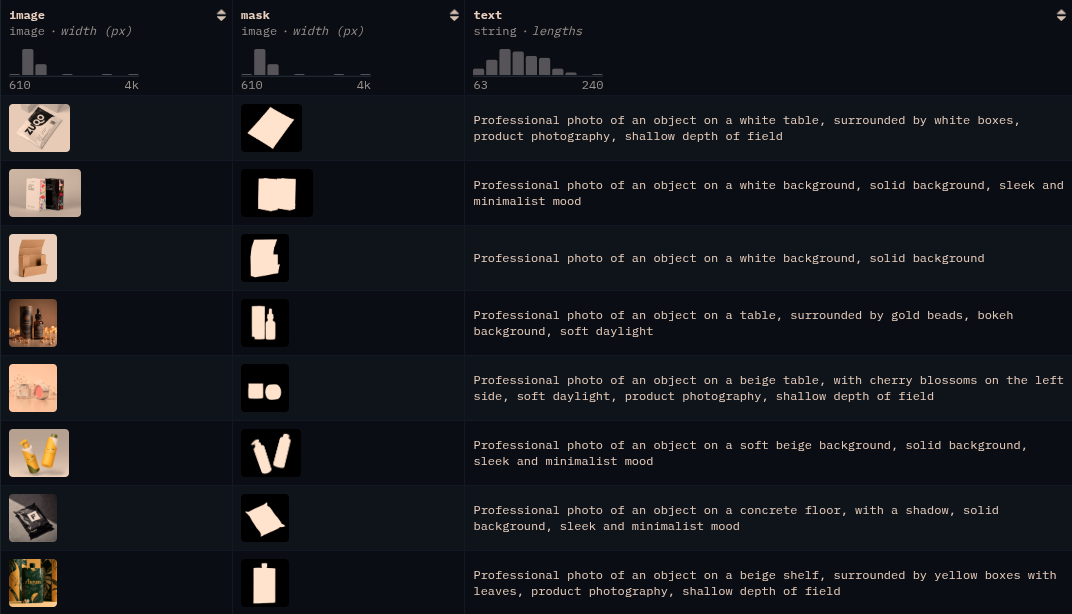 image
image · width (px)
610 4k
mask
image · width (px)
610 4k
text
string · lengths
63 240
ZUQO
Professional photo of an object on a white table, surrounded by white boxes,
product photography, shallow depth of field
Professional photo of an object on a white background, solid background, sleek and
minimalist mood
Professional photo of an object on a white background, solid background
Professional photo of an object on a table, surrounded by gold beads, bokeh
background, soft daylight
Professional photo of an object on a beige table, with cherry blossoms on the left
side, soft daylight, product photography, shallow depth of field
Professional photo of an object on a soft beige background, solid background,
sleek and minimalist mood
Professional photo of an object on a concrete floor, with a shadow, solid
background, sleek and minimalist mood
Professional photo of an object on a beige shelf, surrounded by yellow boxes with
leaves, product photography, shallow depth of field